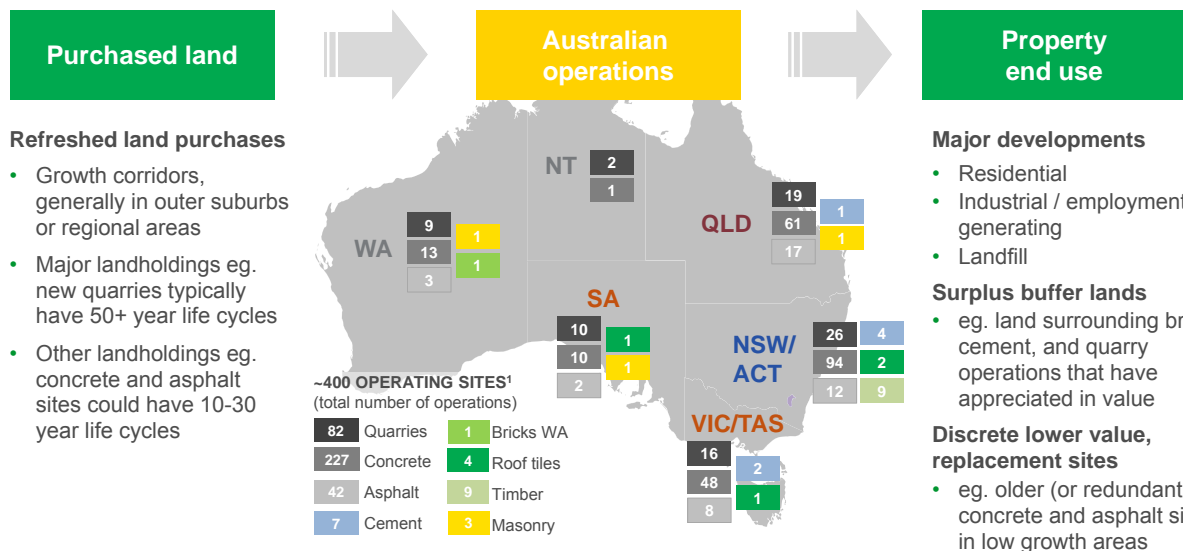 Purchased land
Australian
operations
Property
end use
Refreshed land purchases
• Growth corridors,
generally in outer suburbs
or regional areas
• Major landholdings eg.
new quarries typically
have 50+ year life cycles
• Other landholdings eg.
concrete and asphalt
sites could have 10-30
year life cycles
NT
2
1
WA
9
13
3
1
1
QLD
19
61
17
1
1
SA
10
10
2
1
1
NSW/
ACT
26
94
12
4
2
9
VIC/TAS
16
48
8
2
1
~400 OPERATING SITES¹
(total number of operations)
82 Quarries
227 Concrete
42 Asphalt
7 Cement
1 Bricks WA
4 Roof tiles
9 Timber
3 Masonry
Major developments
• Residential
• Industrial / employment
generating
• Landfill
Surplus buffer lands
• eg. land surrounding
cement, and quarry
operations that have
appreciated in value
Discrete lower value,
replacement sites
• eg. older (or redundant
concrete and asphalt
in low growth areas